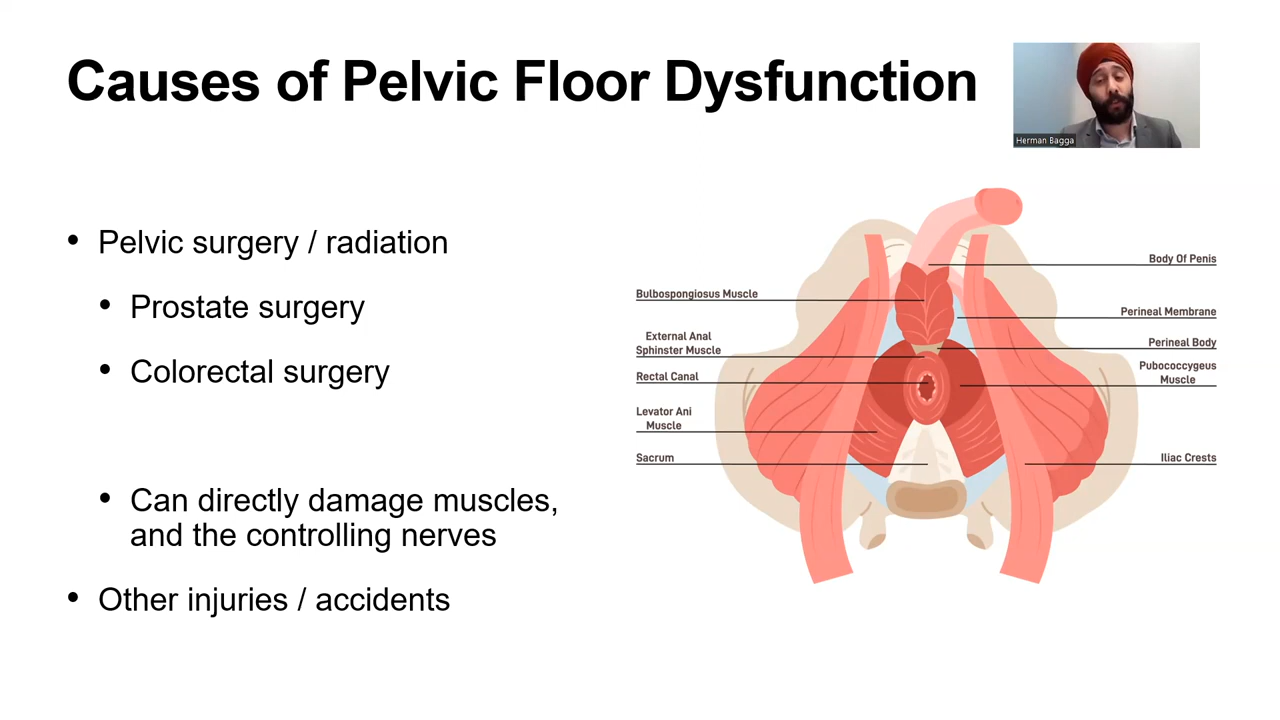 Causes of Pelvic Floor Dysfunction
Herman Bagga
• Pelvic surgery / radiation
• Prostate surgery
• Colorectal surgery
• Can directly damage muscles,
and the controlling nerves
• Other injuries / accidents
Bulbospongiosus Muscle
External Anal
Sphinster Muscle
Rectal Canal
Levator Ani
Muscle
Sacrum
Body Of Penis
Perineal Membrane
Perineal Body
Pubococcygeus
Muscle
Iliac Crests